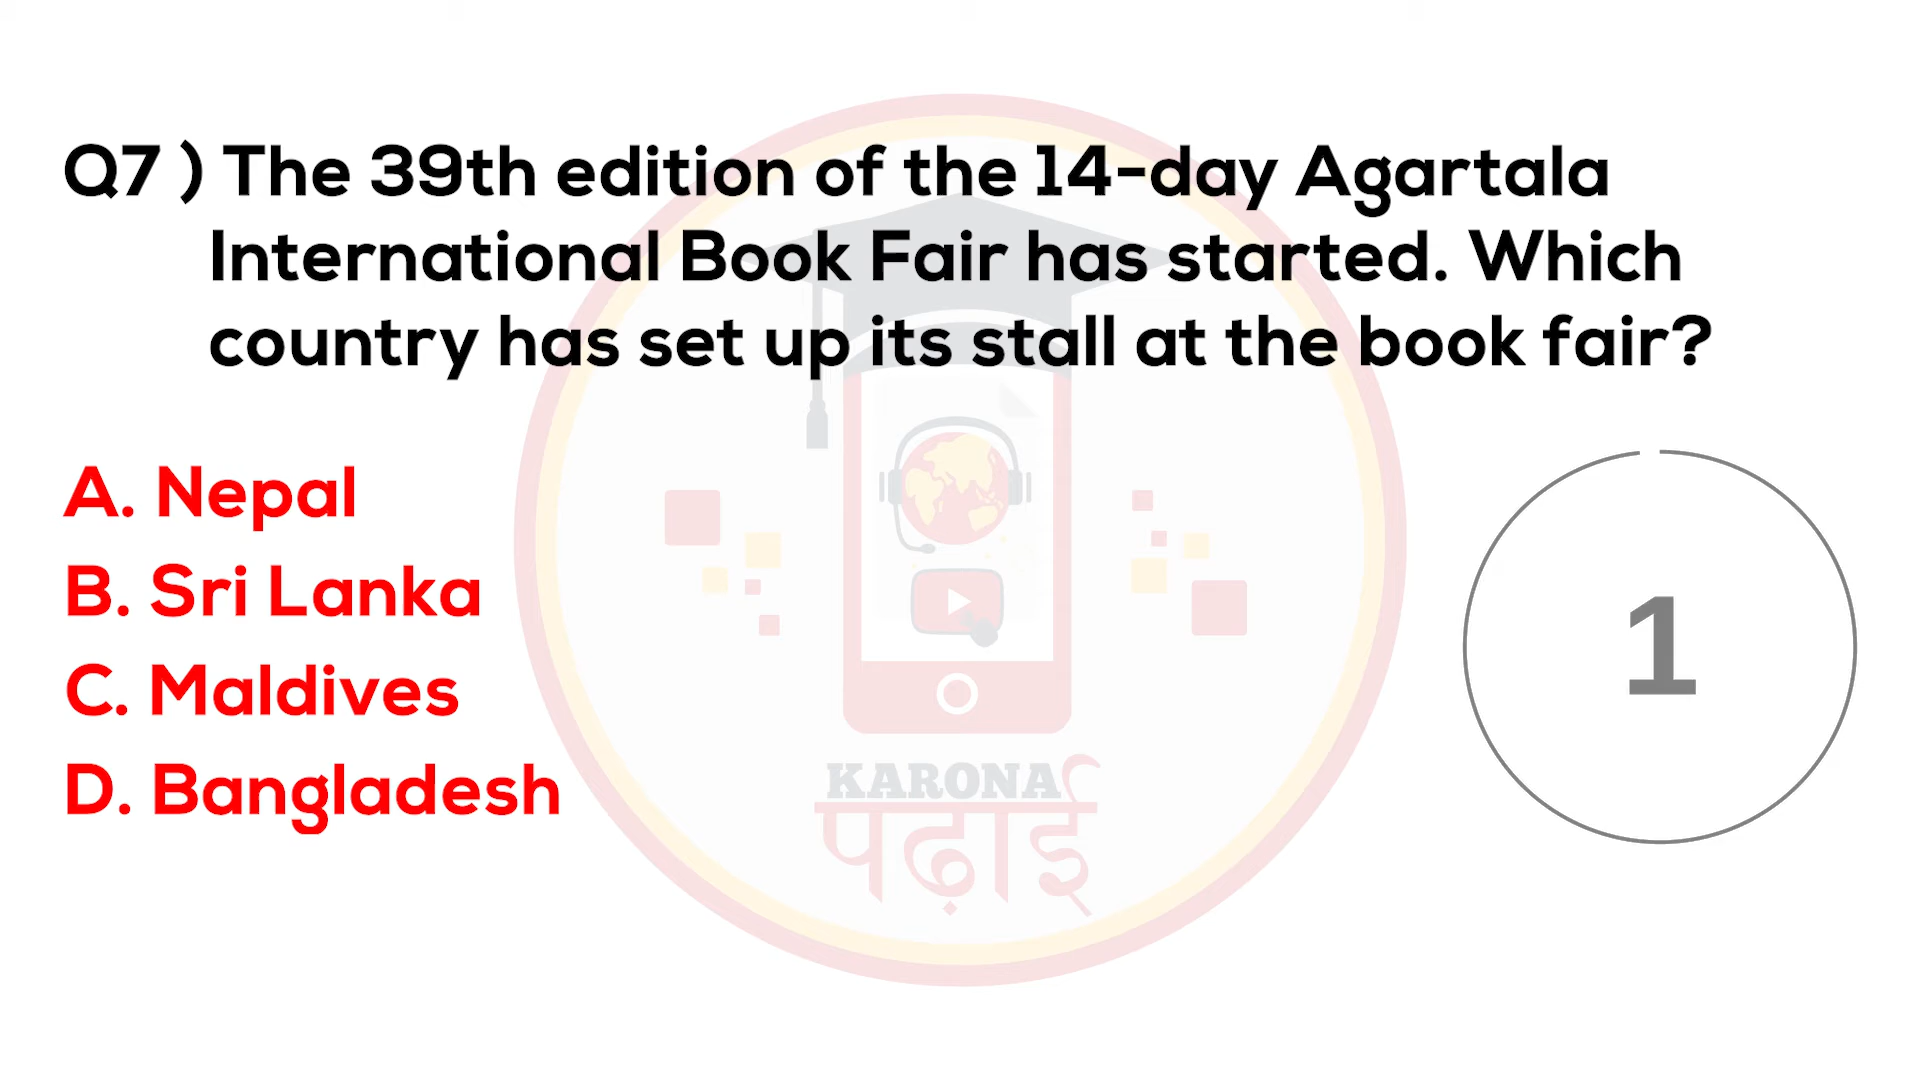 Q7 ) The 39th edition of the 14-day Agartala
International Book Fair has started. Which
country has set up its stall at the book fair?
A. Nepal
B. Sri Lanka
C. Maldives
D. Bangladesh
1
KARONA
पढ़ाई